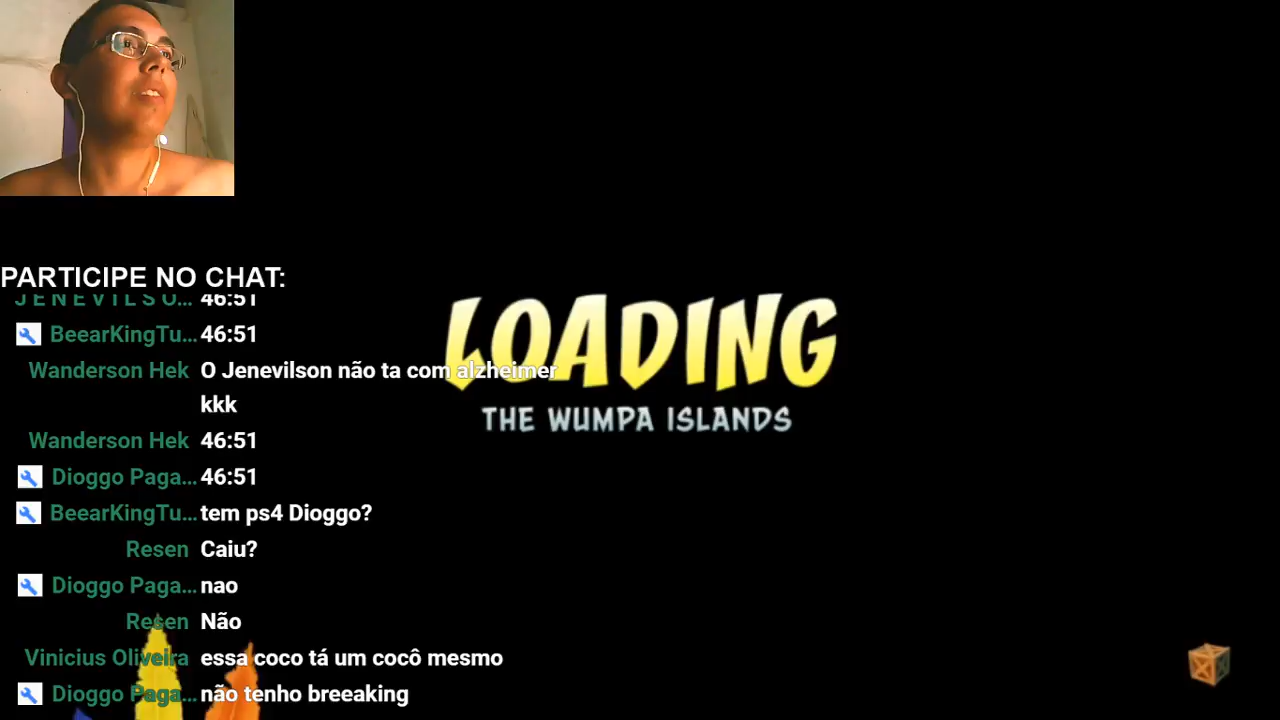 PARTICIPE NO CHAT:
JENEVILSO... 46:51
BeearKingTu... 46:51
Wanderson Hek O Jenevilson não ta com alzheimer
kkk
Wanderson Hek 46:51
Dioggo Paga... 46:51
BeearKingTu... tem ps4 Dioggo?
Resen Caiu?
Dioggo Paga... nao
Resen Não
Vinicius Oliveira essa coco tá um cocô mesmo
Dioggo Paga... não tenho breeaking
LOADING
THE WUMPA ISLANDS